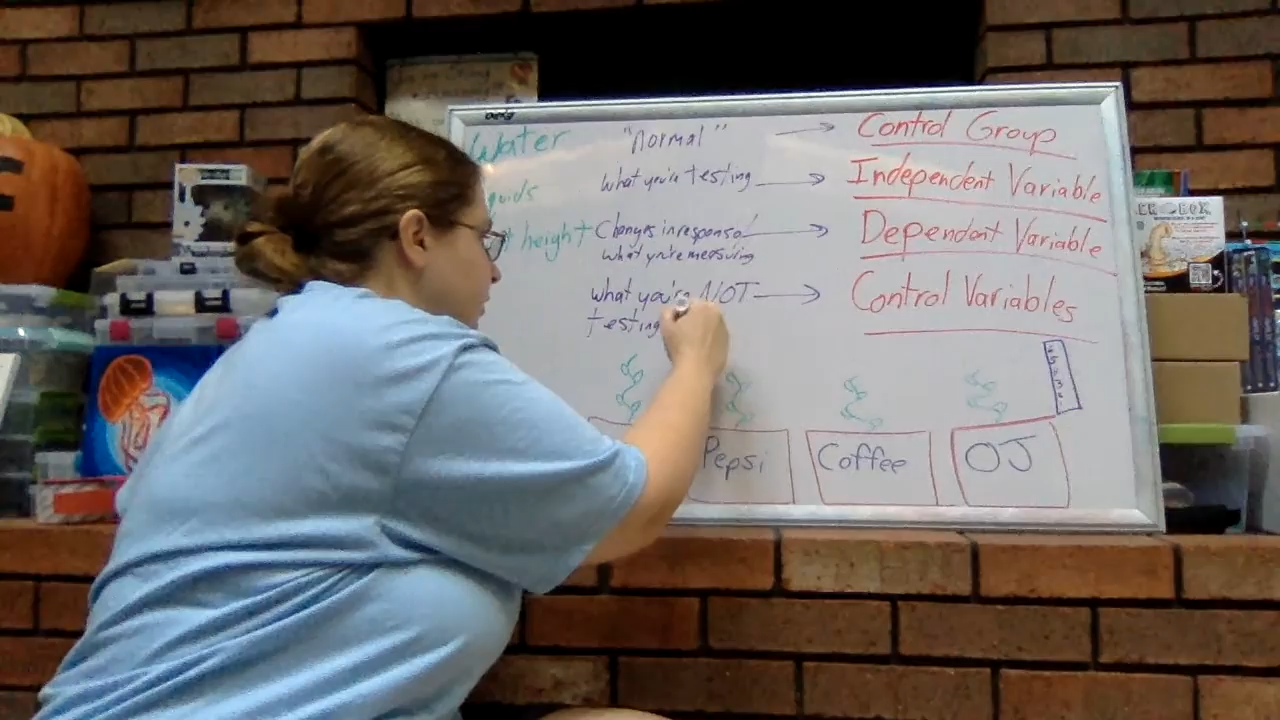 Water "normal" → Control Group
quids what you're testing → Independent Variable
height Changes in response/ → Dependent Variable
what you're measuring
what you're NOT → Control Variables
testing
Pepsi Coffee OJ